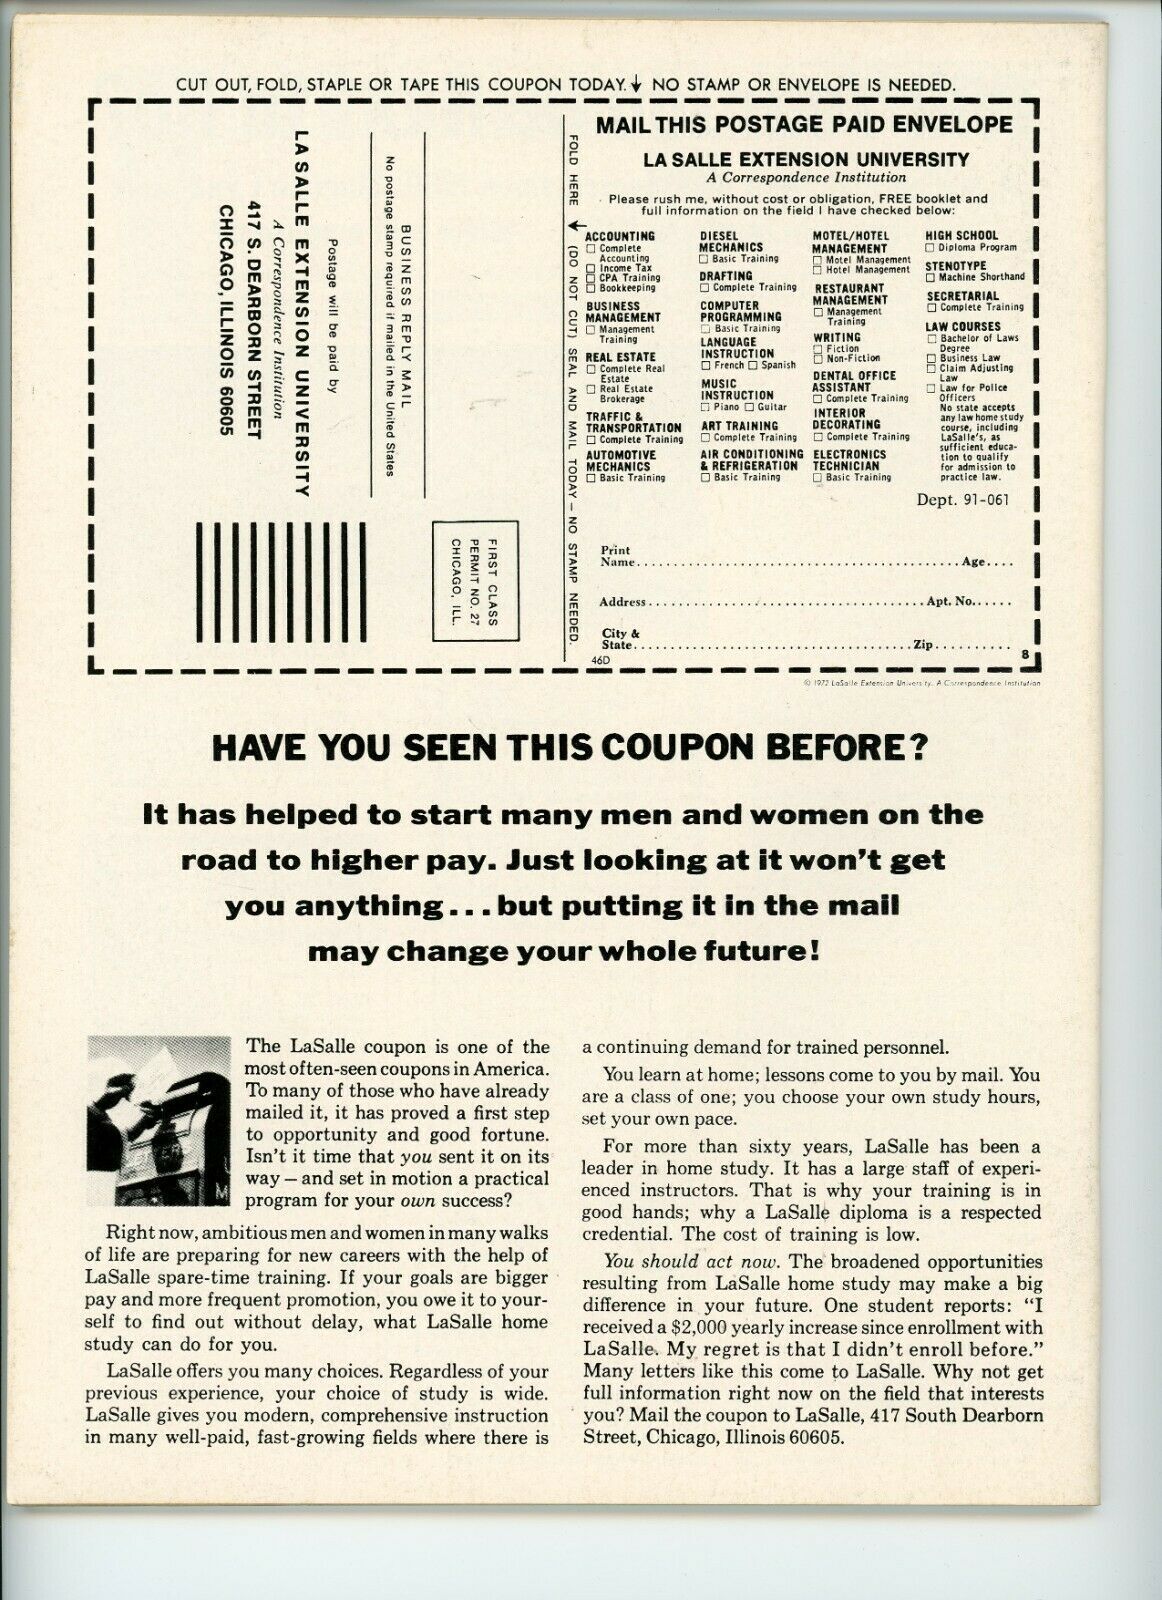 CUT OUT, FOLD, STAPLE OR TAPE THIS COUPON TODAY. ↓ NO STAMP OR ENVELOPE IS NEEDED.
BUSINESS REPLY MAIL
No postage stamp required if mailed in the United States
Postage will be paid by
LA SALLE EXTENSION UNIVERSITY
A Correspondence Institution
417 S. DEARBORN STREET
CHICAGO, ILLINOIS 60605
FIRST CLASS
PERMIT NO. 27
CHICAGO, ILL.
FOLD HERE ← (DO NOT CUT) SEAL AND MAIL TODAY — NO STAMP NEEDED.
MAIL THIS POSTAGE PAID ENVELOPE
LA SALLE EXTENSION UNIVERSITY
A Correspondence Institution
Please rush me, without cost or obligation, FREE booklet and
full information on the field I have checked below:
ACCOUNTING
☐ Complete
Accounting
☐ Income Tax
☐ CPA Training
☐ Bookkeeping
BUSINESS
MANAGEMENT
☐ Management
Training
REAL ESTATE
☐ Complete Real
Estate
☐ Real Estate
Brokerage
TRAFFIC &
TRANSPORTATION
☐ Complete Training
AUTOMOTIVE
MECHANICS
☐ Basic Training
DIESEL
MECHANICS
☐ Basic Training
DRAFTING
☐ Complete Training
COMPUTER
PROGRAMMING
☐ Basic Training
LANGUAGE
INSTRUCTION
☐ French ☐ Spanish
MUSIC
INSTRUCTION
☐ Piano ☐ Guitar
ART TRAINING
☐ Complete Training
AIR CONDITIONING
& REFRIGERATION
☐ Basic Training
MOTEL/HOTEL
MANAGEMENT
☐ Motel Management
☐ Hotel Management
RESTAURANT
MANAGEMENT
☐ Management
Training
WRITING
☐ Fiction
☐ Non-Fiction
DENTAL OFFICE
ASSISTANT
☐ Complete Training
INTERIOR
DECORATING
☐ Complete Training
ELECTRONICS
TECHNICIAN
☐ Basic Training
HIGH SCHOOL
☐ Diploma Program
STENOTYPE
☐ Machine Shorthand
SECRETARIAL
☐ Complete Training
LAW COURSES
☐ Bachelor of Laws
Degree
☐ Business Law
☐ Claim Adjusting
Law
☐ Law for Police
Officers
No state accepts
any law home study
course, including
LaSalle's, as
sufficient educa-
tion to qualify
for admission to
practice law.
Dept. 91-061
Print
Name.......... Age....
Address.......... Apt. No......
City &
State.......... Zip..........
46D
8
© 1972 LaSalle Extension University, A Correspondence Institution
HAVE YOU SEEN THIS COUPON BEFORE?
It has helped to start many men and women on the
road to higher pay. Just looking at it won't get
you anything...but putting it in the mail
may change your whole future!
The LaSalle coupon is one of the
most often-seen coupons in America.
To many of those who have already
mailed it, it has proved a first step
to opportunity and good fortune.
Isn't it time that you sent it on its
way – and set in motion a practical
program for your own success?
Right now, ambitious men and women in many walks
of life are preparing for new careers with the help of
LaSalle spare-time training. If your goals are bigger
pay and more frequent promotion, you owe it to your-
self to find out without delay, what LaSalle home
study can do for you.
LaSalle offers you many choices. Regardless of your
previous experience, your choice of study is wide.
LaSalle gives you modern, comprehensive instruction
in many well-paid, fast-growing fields where there is
a continuing demand for trained personnel.
You learn at home; lessons come to you by mail. You
are a class of one; you choose your own study hours,
set your own pace.
For more than sixty years, LaSalle has been a
leader in home study. It has a large staff of experi-
enced instructors. That is why your training is in
good hands; why a LaSalle diploma is a respected
credential. The cost of training is low.
You should act now. The broadened opportunities
resulting from LaSalle home study may make a big
difference in your future. One student reports: "I
received a $2,000 yearly increase since enrollment with
LaSalle. My regret is that I didn't enroll before."
Many letters like this come to LaSalle. Why not get
full information right now on the field that interests
you? Mail the coupon to LaSalle, 417 South Dearborn
Street, Chicago, Illinois 60605.